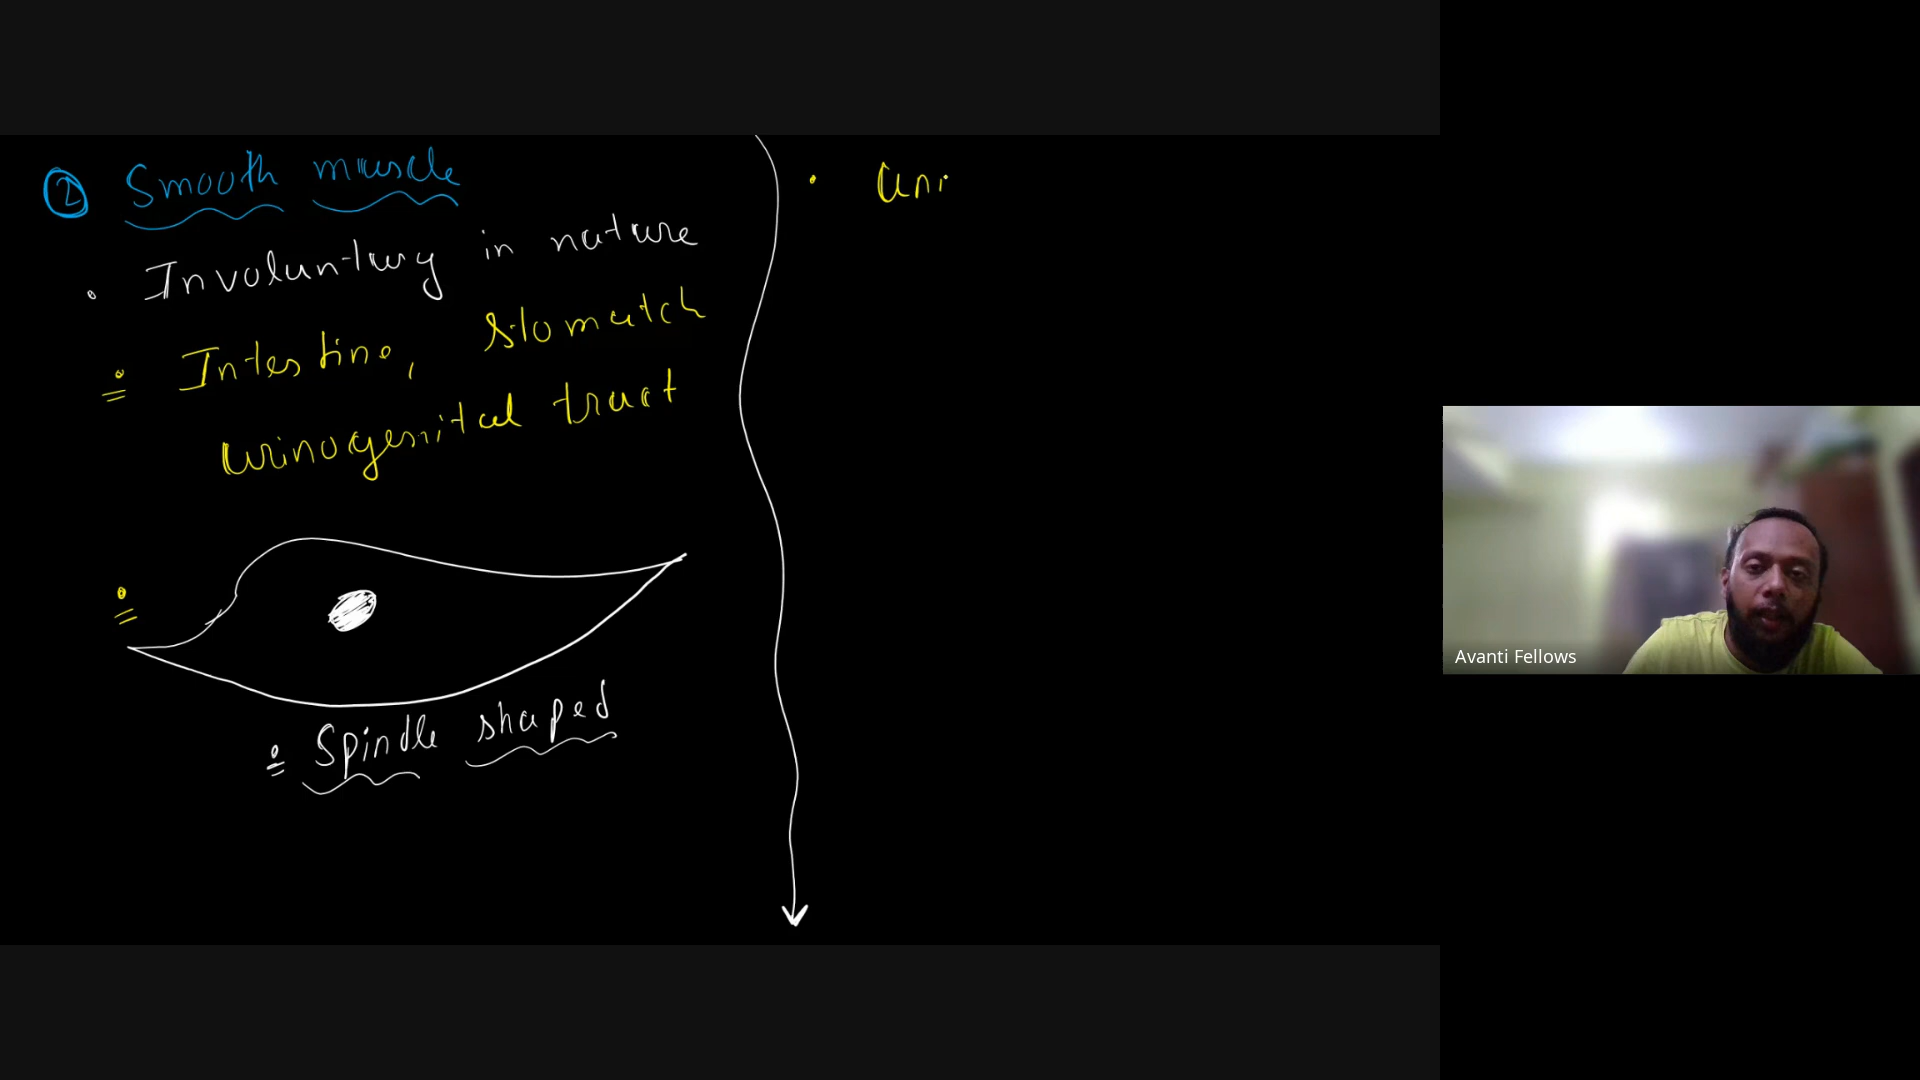 ② Smooth muscle
• Involuntary in nature
Intestine, stomatch
urinogenital tract
Spindle shaped
• uni
Avanti Fellows